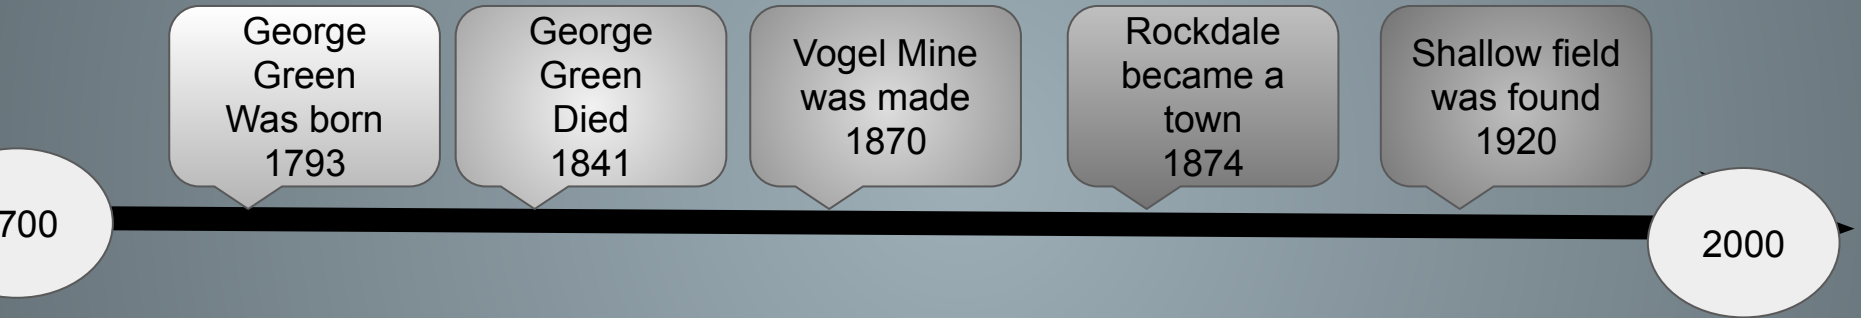 George
Green
Was born
1793
George
Green
Died
1841
Vogel Mine
was made
1870
Rockdale
became a
town
1874
Shallow field
was found
1920
700
2000